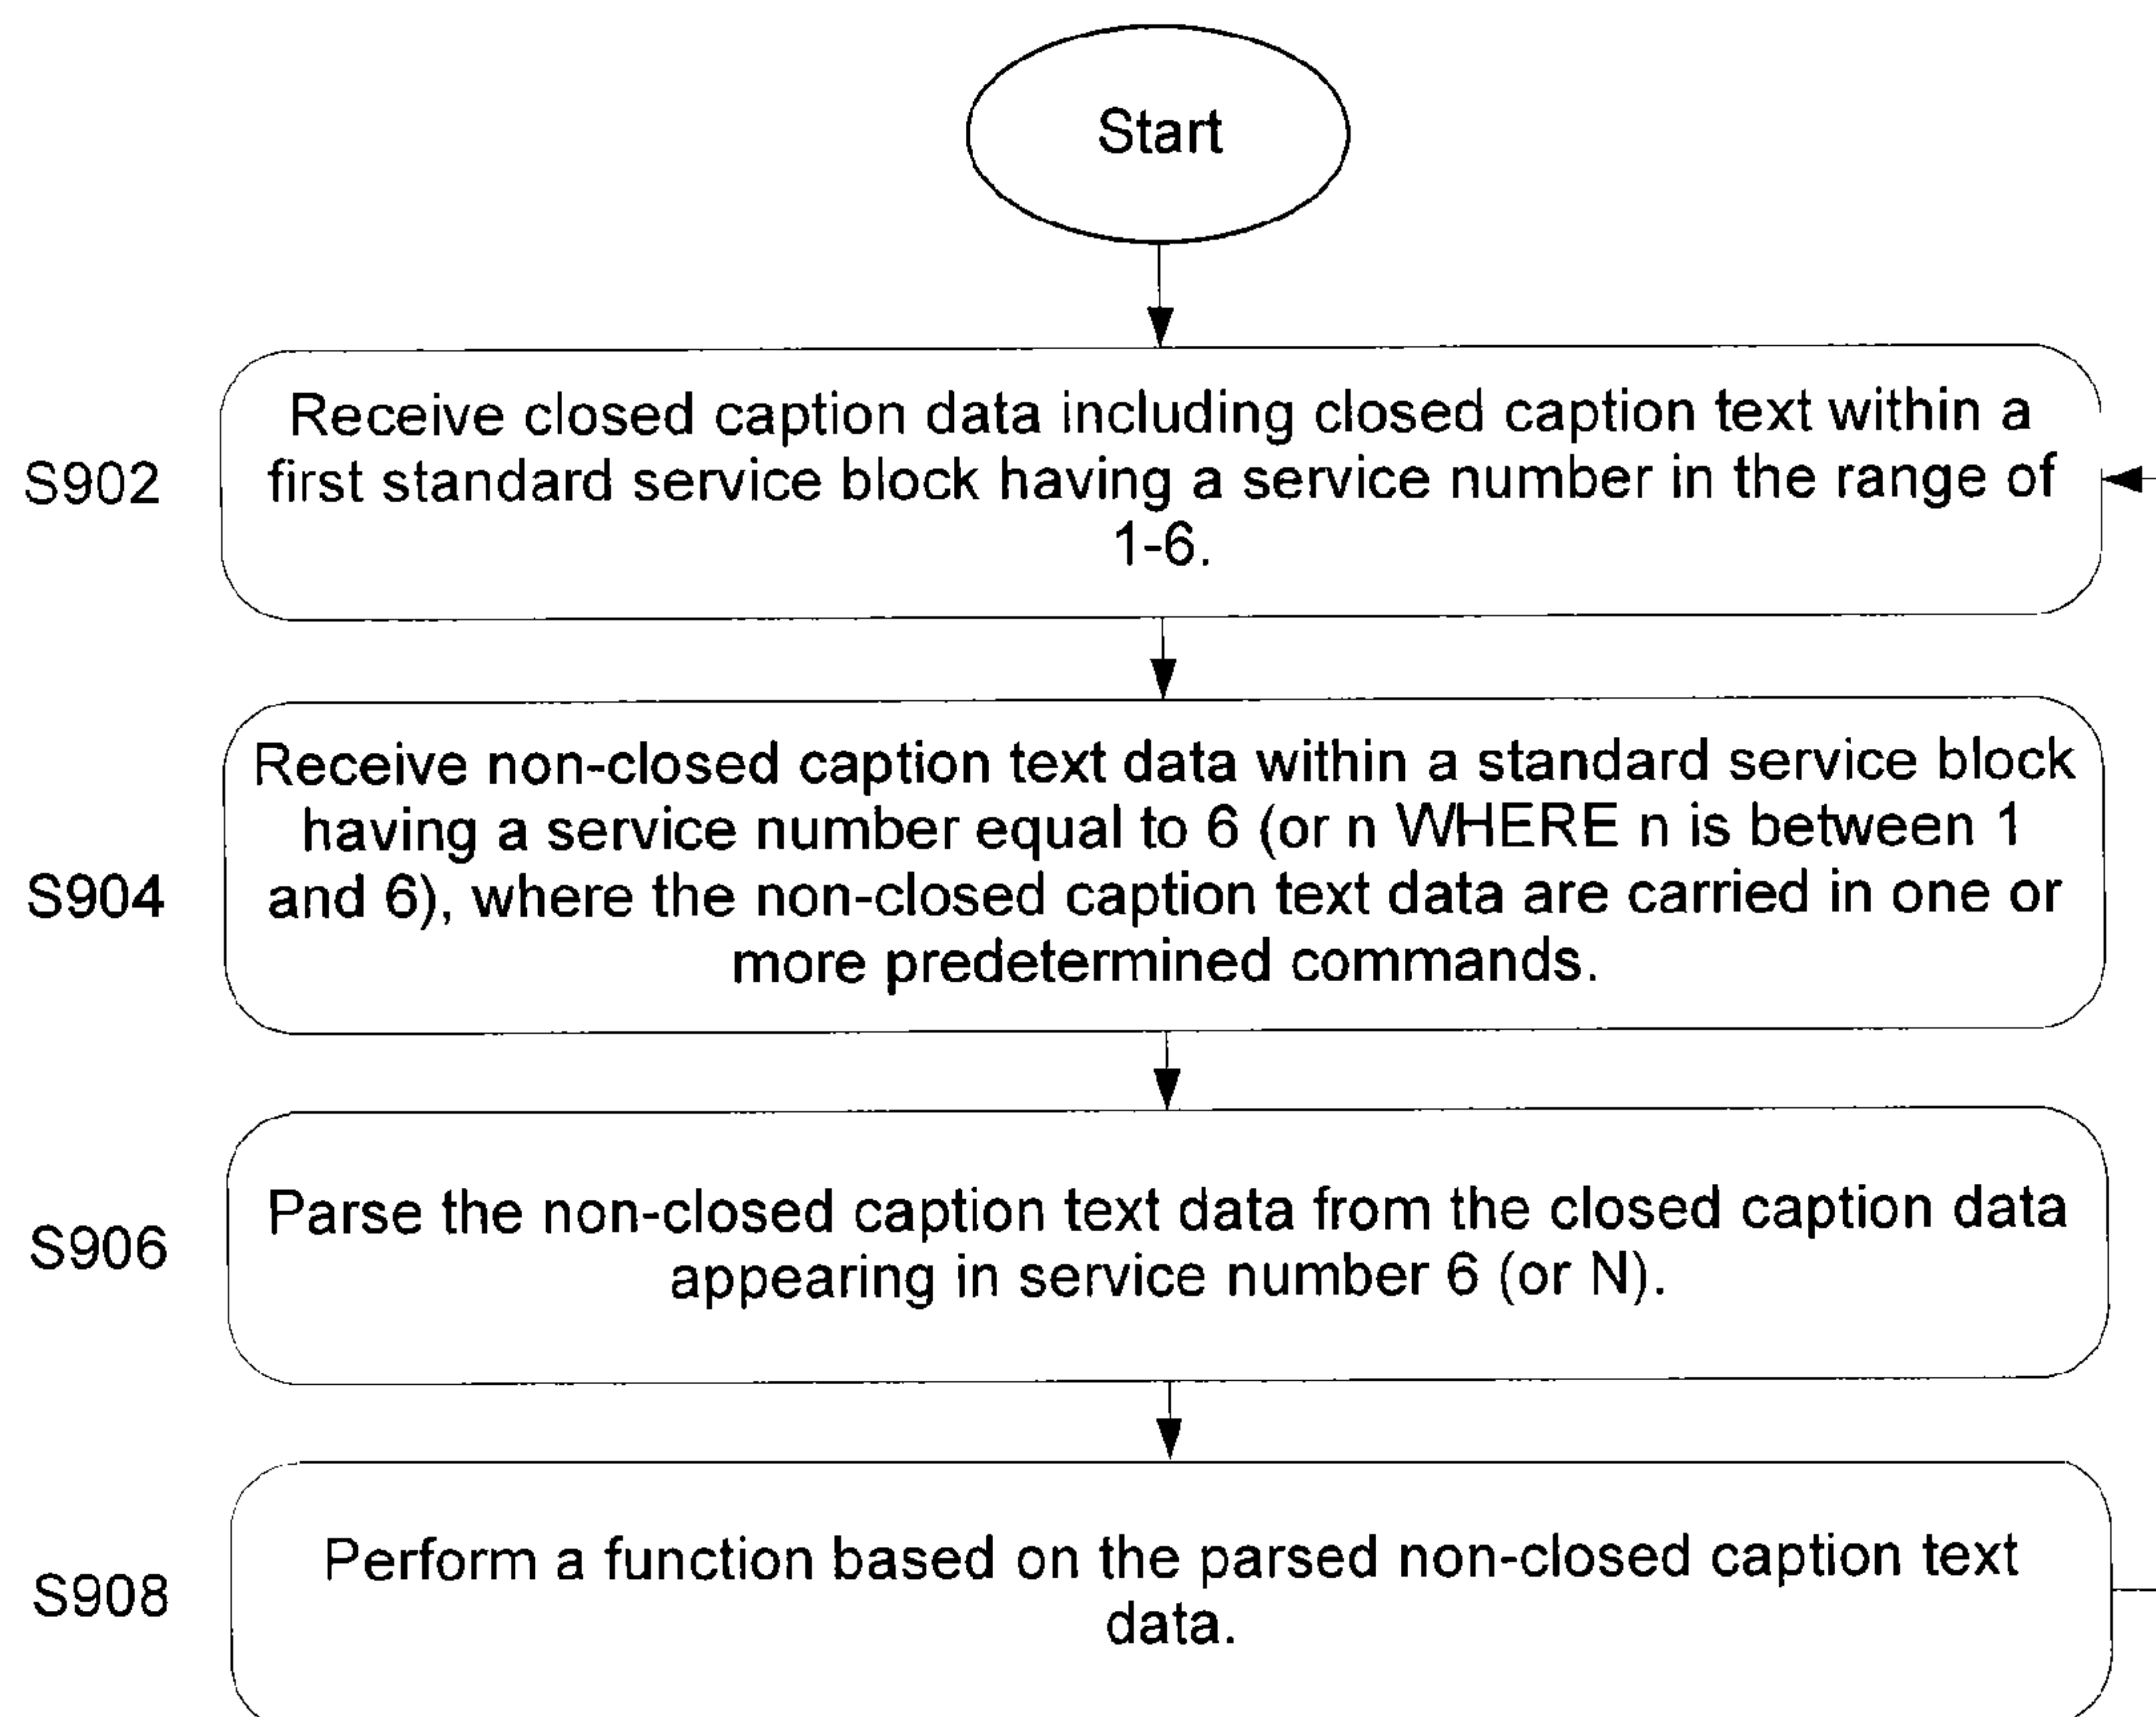 Start
S902
Receive closed caption data including closed caption text within a
first standard service block having a service number in the range of
1-6.
S904
Receive non-closed caption text data within a standard service block
having a service number equal to 6 (or n WHERE n is between 1
and 6), where the non-closed caption text data are carried in one or
more predetermined commands.
S906
Parse the non-closed caption text data from the closed caption data
appearing in service number 6 (or N).
S908
Perform a function based on the parsed non-closed caption text
data.